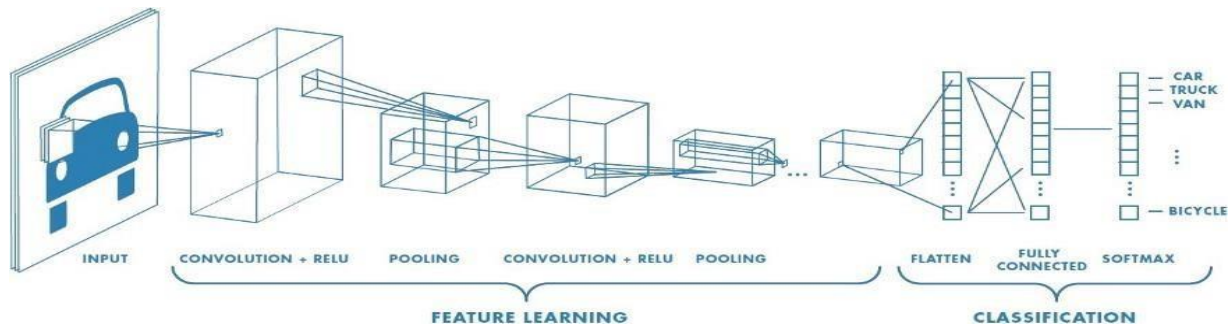 CAR
TRUCK
VAN
BICYCLE
INPUT
CONVOLUTION + RELU
POOLING
CONVOLUTION + RELU
POOLING
FLATTEN
FULLY
CONNECTED
SOFTMAX
FEATURE LEARNING
CLASSIFICATION